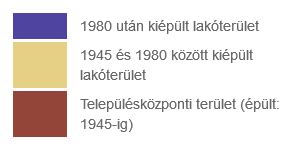 1980 után kiépült lakóterület
1945 és 1980 között kiépült
lakóterület
Településközponti terület (épült:
1945-ig)